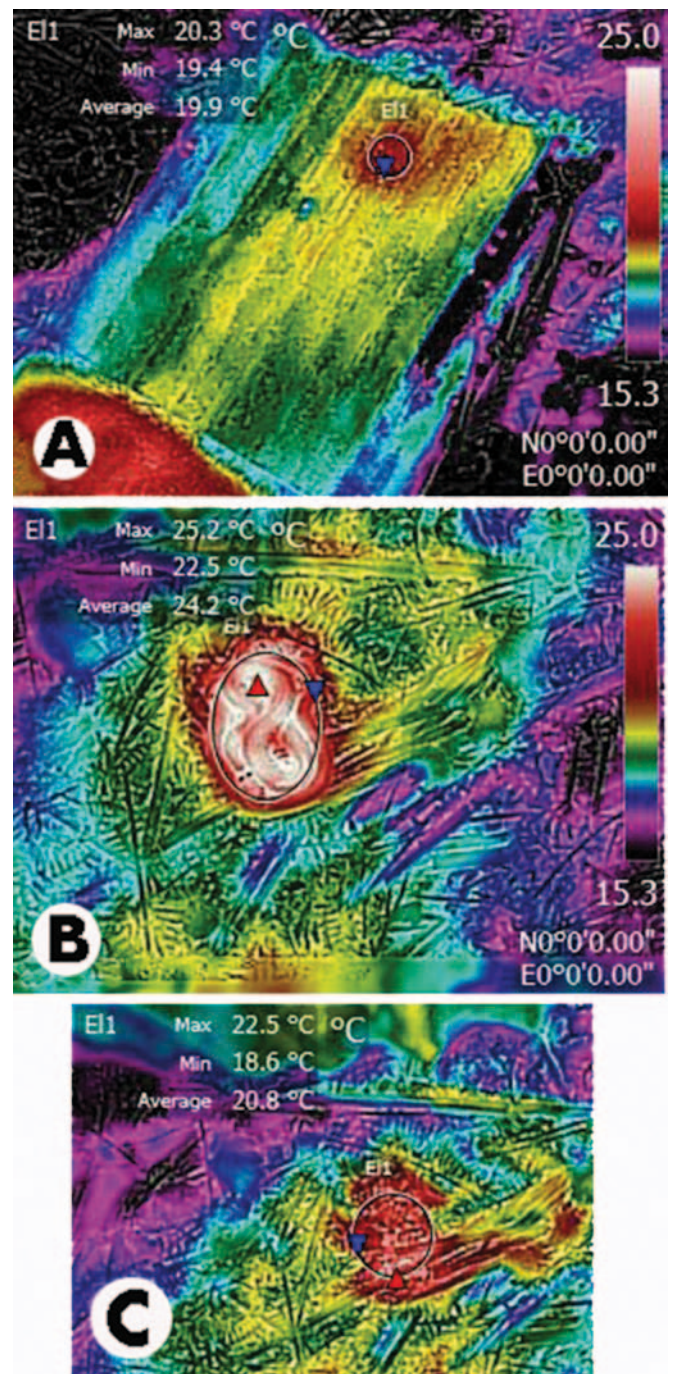 El1 Max 20.3 °C °C 25.0
Min 19.4 °C
Average 19.9 °C
El1
15.3
N0°0'0.00"
E0°0'0.00"
A
El1 Max 25.2 °C °C 25.0
Min 22.5 °C
Average 24.2 °C
El1
15.3
N0°0'0.00"
E0°0'0.00"
B
El1 Max 22.5 °C °C
Min 18.6 °C
Average 20.8 °C
El1
C